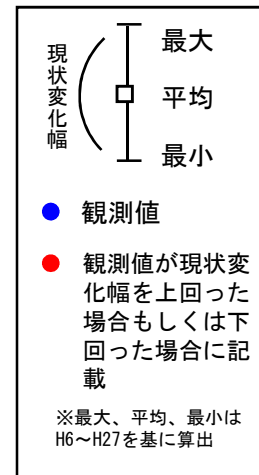 現状変化幅
最大
平均
最小
観測値
観測値が現状変
化幅を上回った
場合もしくは下
回った場合に記
載
※最大、平均、最小は
H6～H27を基に算出